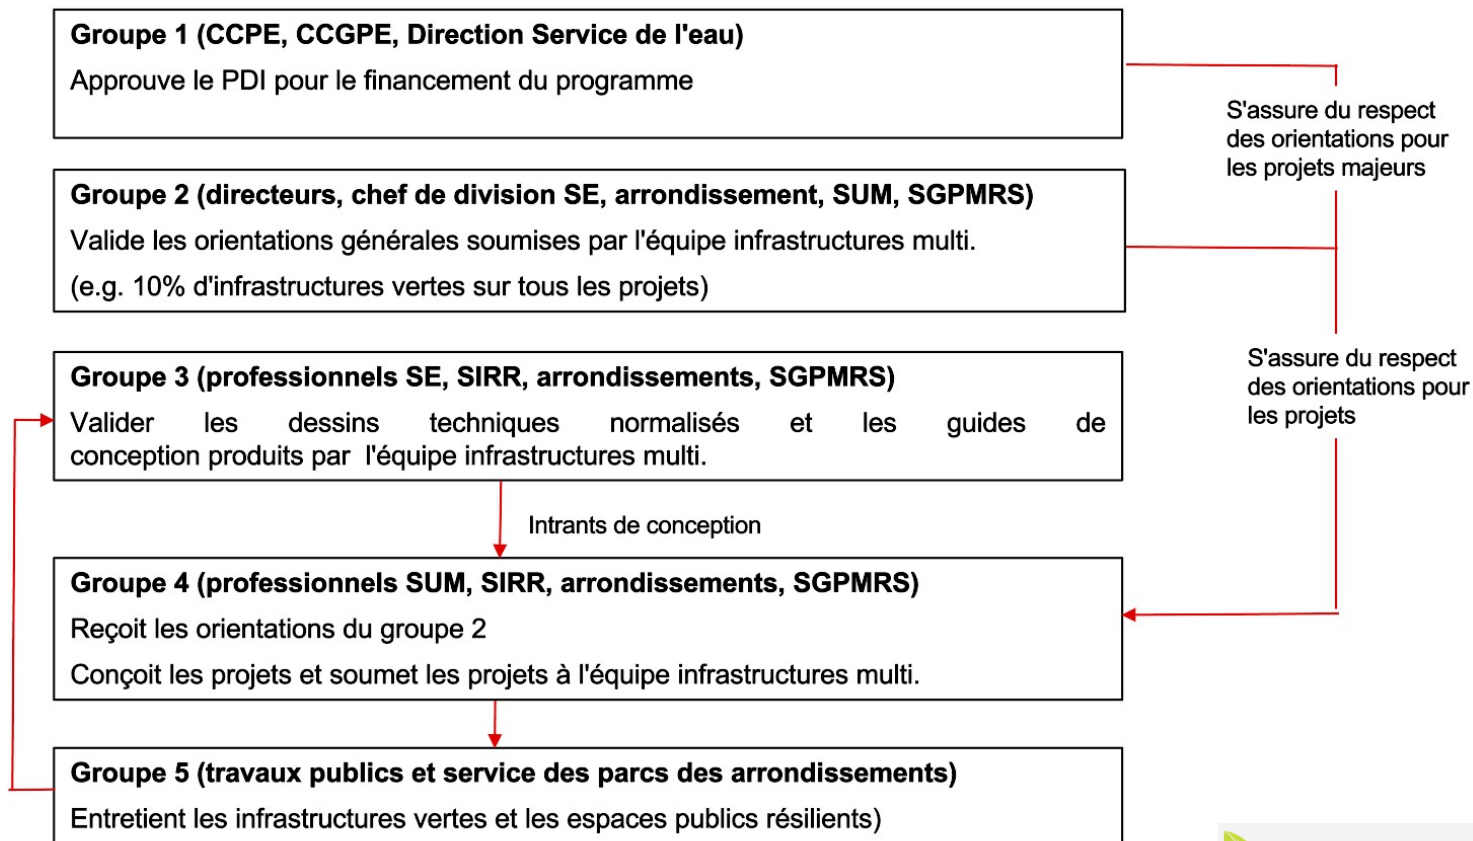 Groupe 1 (CCPE, CCGPE, Direction Service de l'eau)
Approuve le PDI pour le financement du programme
S'assure du respect
des orientations pour
les projets majeurs
Groupe 2 (directeurs, chef de division SE, arrondissement, SUM, SGPMRS)
Valide les orientations générales soumises par l'équipe infrastructures multi.
(e.g. 10% d'infrastructures vertes sur tous les projets)
S'assure du respect
des orientations pour
les projets
Groupe 3 (professionnels SE, SIRR, arrondissements, SGPMRS)
Valider les dessins techniques normalisés et les guides de
conception produits par l'équipe infrastructures multi.
Intrants de conception
Groupe 4 (professionnels SUM, SIRR, arrondissements, SGPMRS)
Reçoit les orientations du groupe 2
Conçoit les projets et soumet les projets à l'équipe infrastructures multi.
Groupe 5 (travaux publics et service des parcs des arrondissements)
Entretient les infrastructures vertes et les espaces publics résilients)